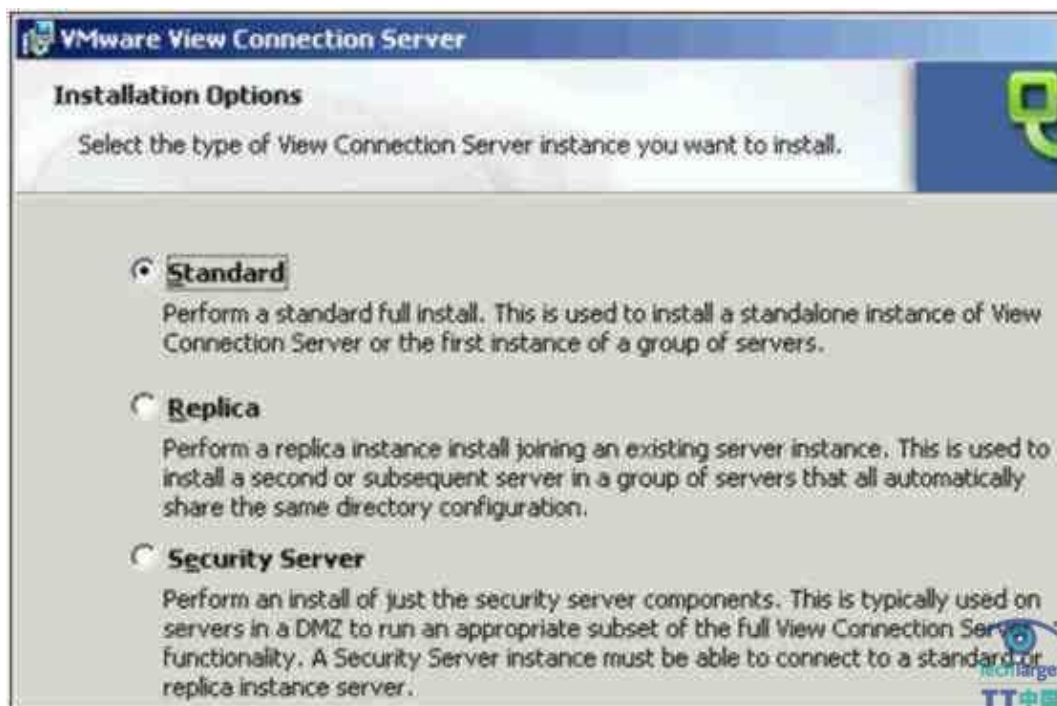 VMware View Connection Server
Installation Options
Select the type of View Connection Server instance you want to install.
Standard
Perform a standard full install. This is used to install a standalone instance of View
Connection Server or the first instance of a group of servers.
Replica
Perform a replica instance install joining an existing server instance. This is used to
install a second or subsequent server in a group of servers that all automatically
share the same directory configuration.
Security Server
Perform an install of just the security server components. This is typically used on
servers in a DMZ to run an appropriate subset of the full View Connection Server
functionality. A Security Server instance must be able to connect to a standard or
replica instance server.
TechTarge
TT中国